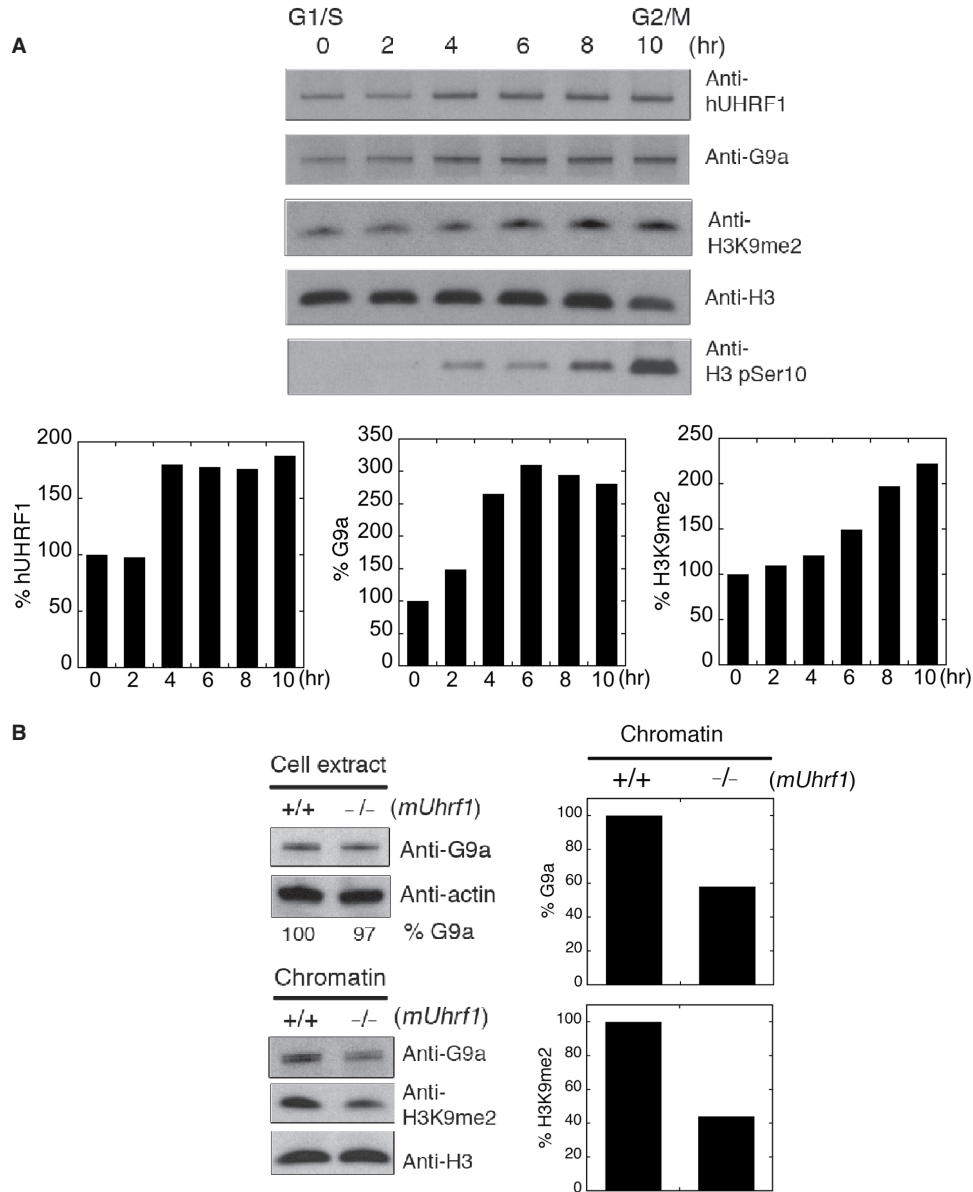 A
G1/S G2/M
0 2 4 6 8 10 (hr)
Anti-
hUHRF1
Anti-G9a
Anti-
H3K9me2
Anti-H3
Anti-
H3 pSer10
% hUHRF1
200
150
100
50
0
0 2 4 6 8 10 (hr)
% G9a
350
300
250
200
150
100
50
0
0 2 4 6 8 10 (hr)
% H3K9me2
250
200
150
100
50
0
0 2 4 6 8 10 (hr)
B
Cell extract
+/+ -/- (mUhrf1)
Anti-G9a
Anti-actin
100 97 % G9a
Chromatin
+/+ -/- (mUhrf1)
Anti-G9a
Anti-
H3K9me2
Anti-H3
Chromatin
+/+ -/- (mUhrf1)
% G9a
100
80
60
40
20
0
% H3K9me2
100
80
60
40
20
0